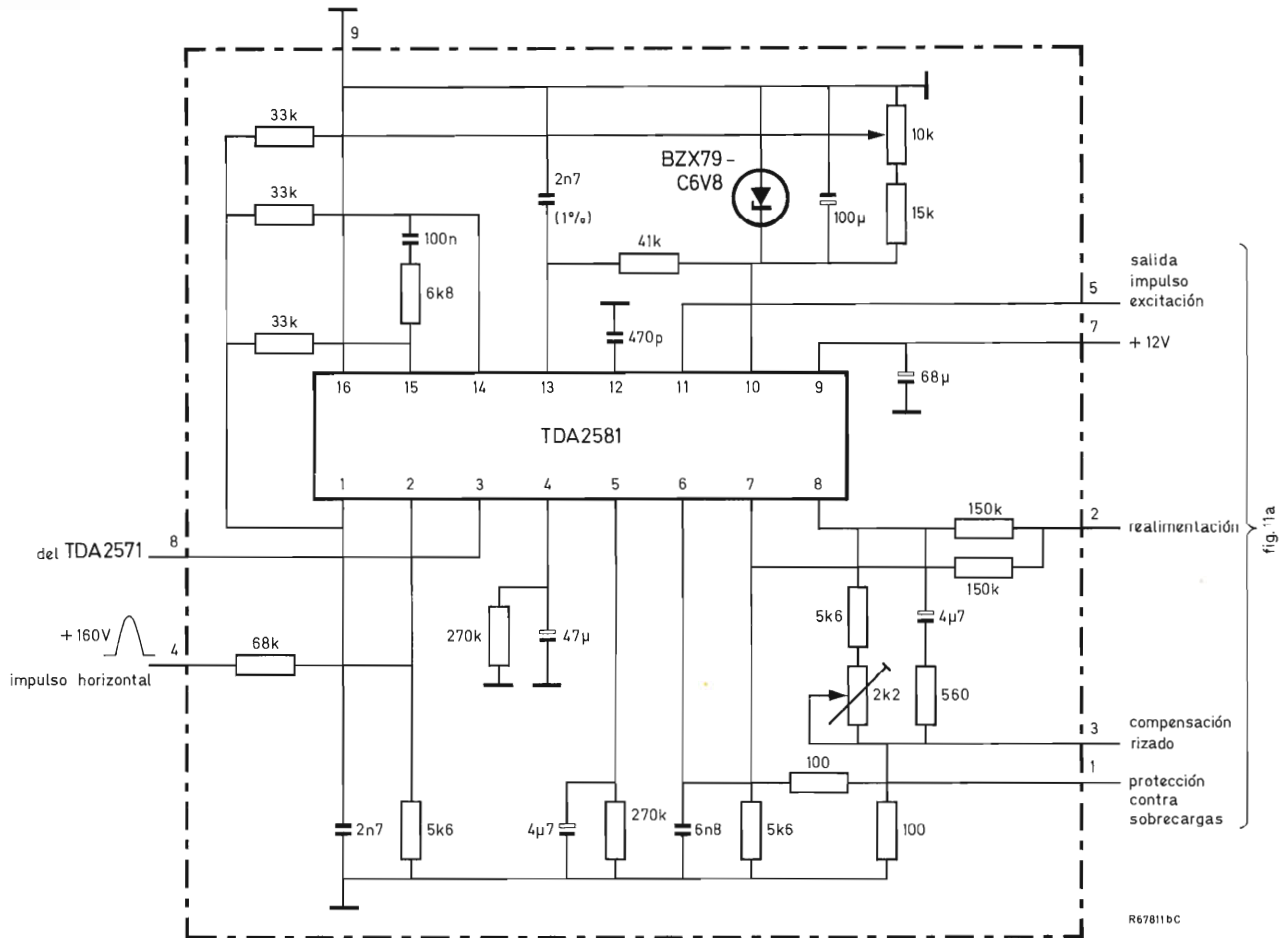 9
33k
10k
BZX79-
C6V8
2n7
(1%)
33k
100µ
15k
100n
41k
salida
impulso
excitación
5
6k8
7
+12V
33k
470p
68µ
16 15 14 13 12 11 10 9
TDA2581
1 2 3 4 5 6 7 8
150k
2
realimentación
fig. 11a
del TDA2571
8
150k
5k6
4µ7
+160V
4
68k
270k
47µ
impulso horizontal
2k2
560
compensación
rizado
3
100
1
protección
contra
sobrecargas
2n7
5k6
4µ7
270k
6n8
5k6
100
R67811bC